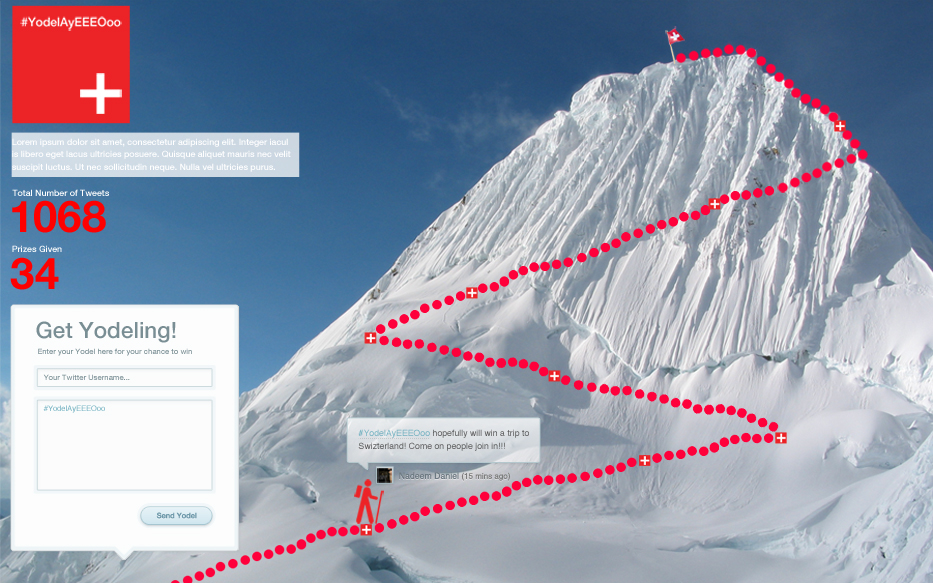 #YodelAyEEEOoo
Lorem ipsum dolor sit amet, consectetur adipiscing elit. Integer iacul
is libero eget lacus ultricies posuere. Quisque aliquet mauris nec velit
suscipit luctus. Ut nec sollicitudin neque. Nulla vel ultricies purus.
Total Number of Tweets
1068
Prizes Given
34
Get Yodeling!
Enter your Yodel here for your chance to win
Your Twitter Username...
#YodelAyEEEOoo
Send Yodel
#YodelAyEEEOoo hopefully will win a trip to
Swizterland! Come on people join in!!!
Nadeem Daniel (15 mins ago)